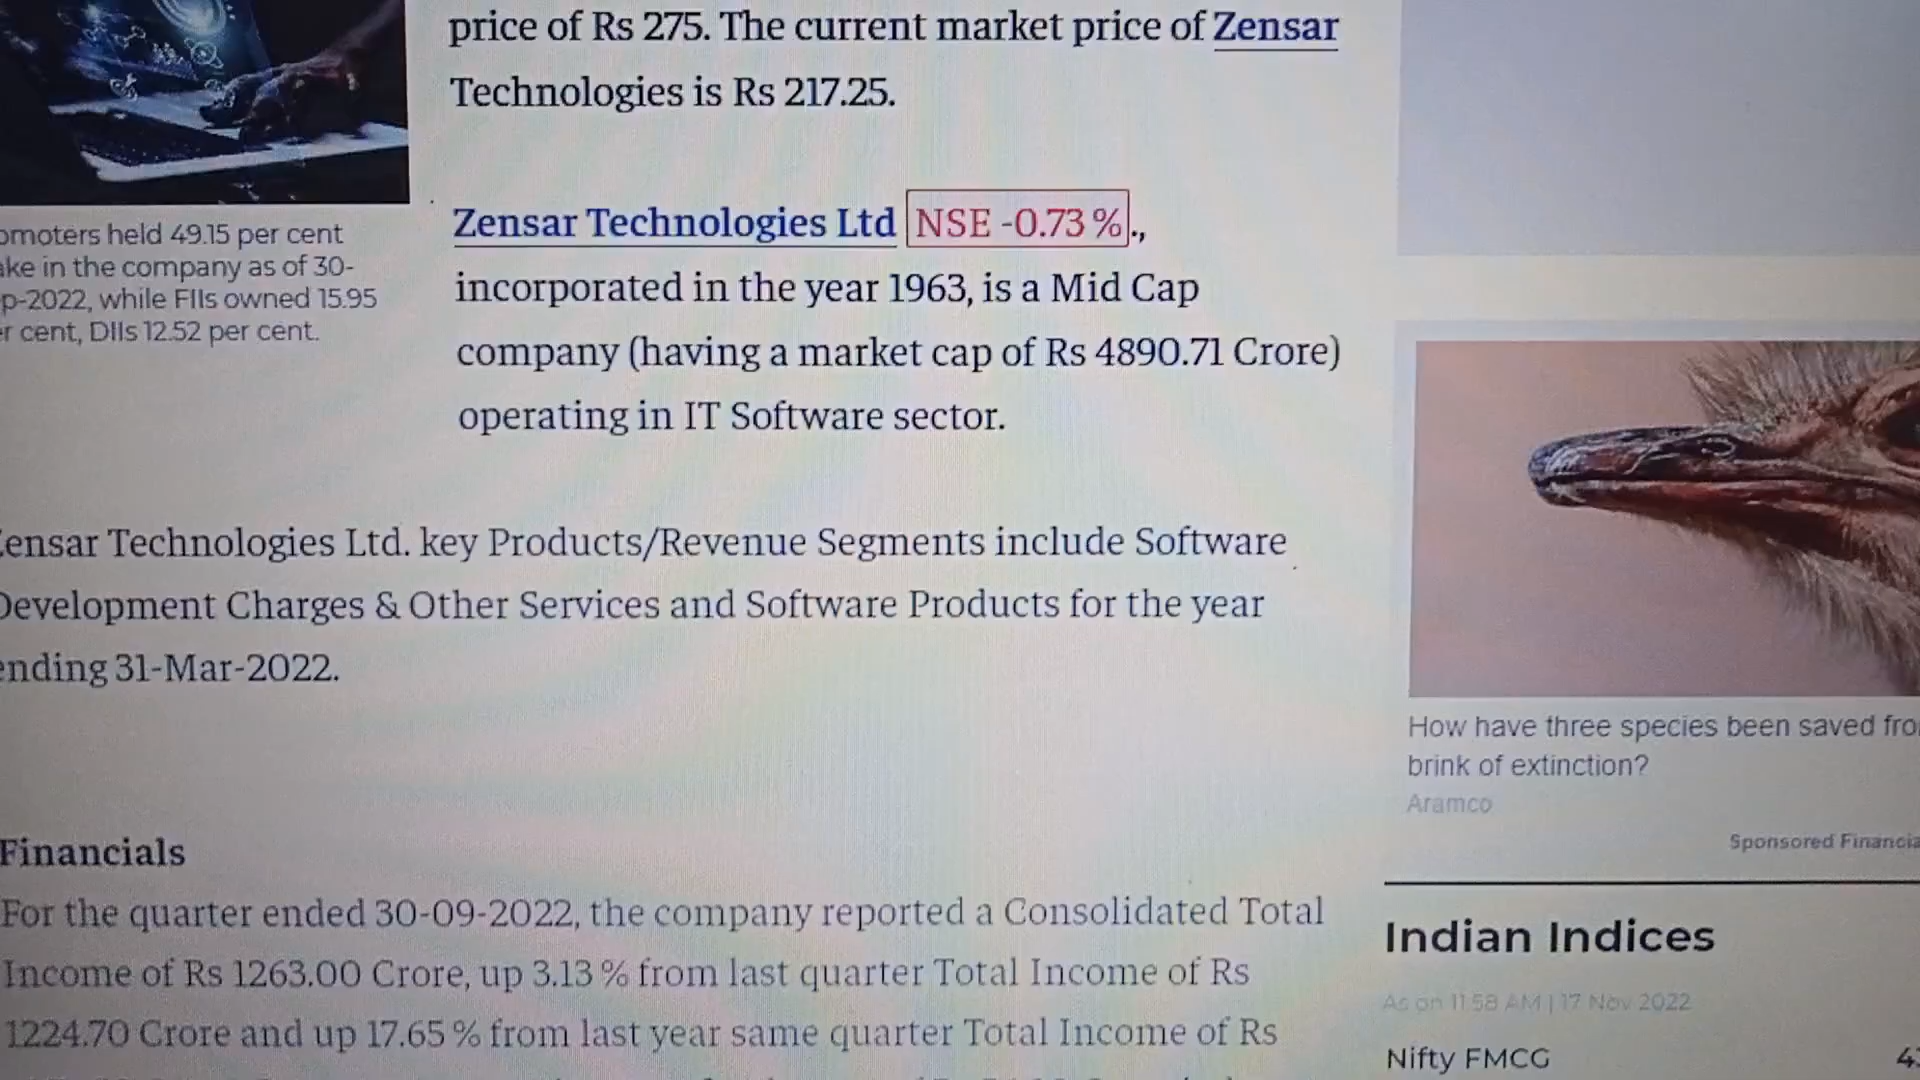 price of Rs 275. The current market price of Zensar
Technologies is Rs 217.25.
Zensar Technologies Ltd NSE -0.73 %.,
incorporated in the year 1963, is a Mid Cap
company (having a market cap of Rs 4890.71 Crore)
operating in IT Software sector.
omoters held 49.15 per cent
ake in the company as of 30-
p-2022, while FIIs owned 15.95
er cent, DIIs 12.52 per cent.
Zensar Technologies Ltd. key Products/Revenue Segments include Software
Development Charges & Other Services and Software Products for the year
ending 31-Mar-2022.
Financials
For the quarter ended 30-09-2022, the company reported a Consolidated Total
Income of Rs 1263.00 Crore, up 3.13 % from last quarter Total Income of Rs
1224.70 Crore and up 17.65 % from last year same quarter Total Income of Rs
How have three species been saved fro
brink of extinction?
Aramco
Sponsored Financia
Indian Indices
As on 11:58 AM | 17 Nov 2022
Nifty FMCG